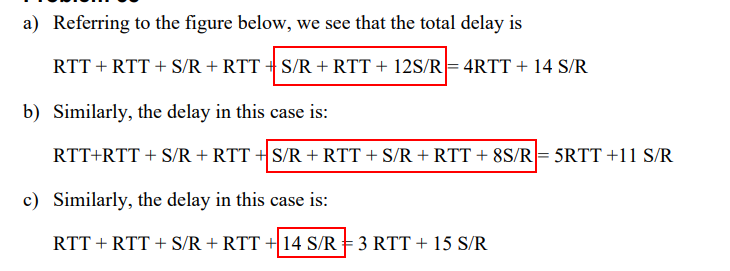 a) Referring to the figure below, we see that the total delay is
RTT + RTT + S/R + RTT + S/R + RTT + 12S/R = 4RTT + 14 S/R
b) Similarly, the delay in this case is:
RTT+RTT + S/R + RTT + S/R + RTT + S/R + RTT + 8S/R = 5RTT +11 S/R
c) Similarly, the delay in this case is:
RTT + RTT + S/R + RTT + 14 S/R = 3 RTT + 15 S/R